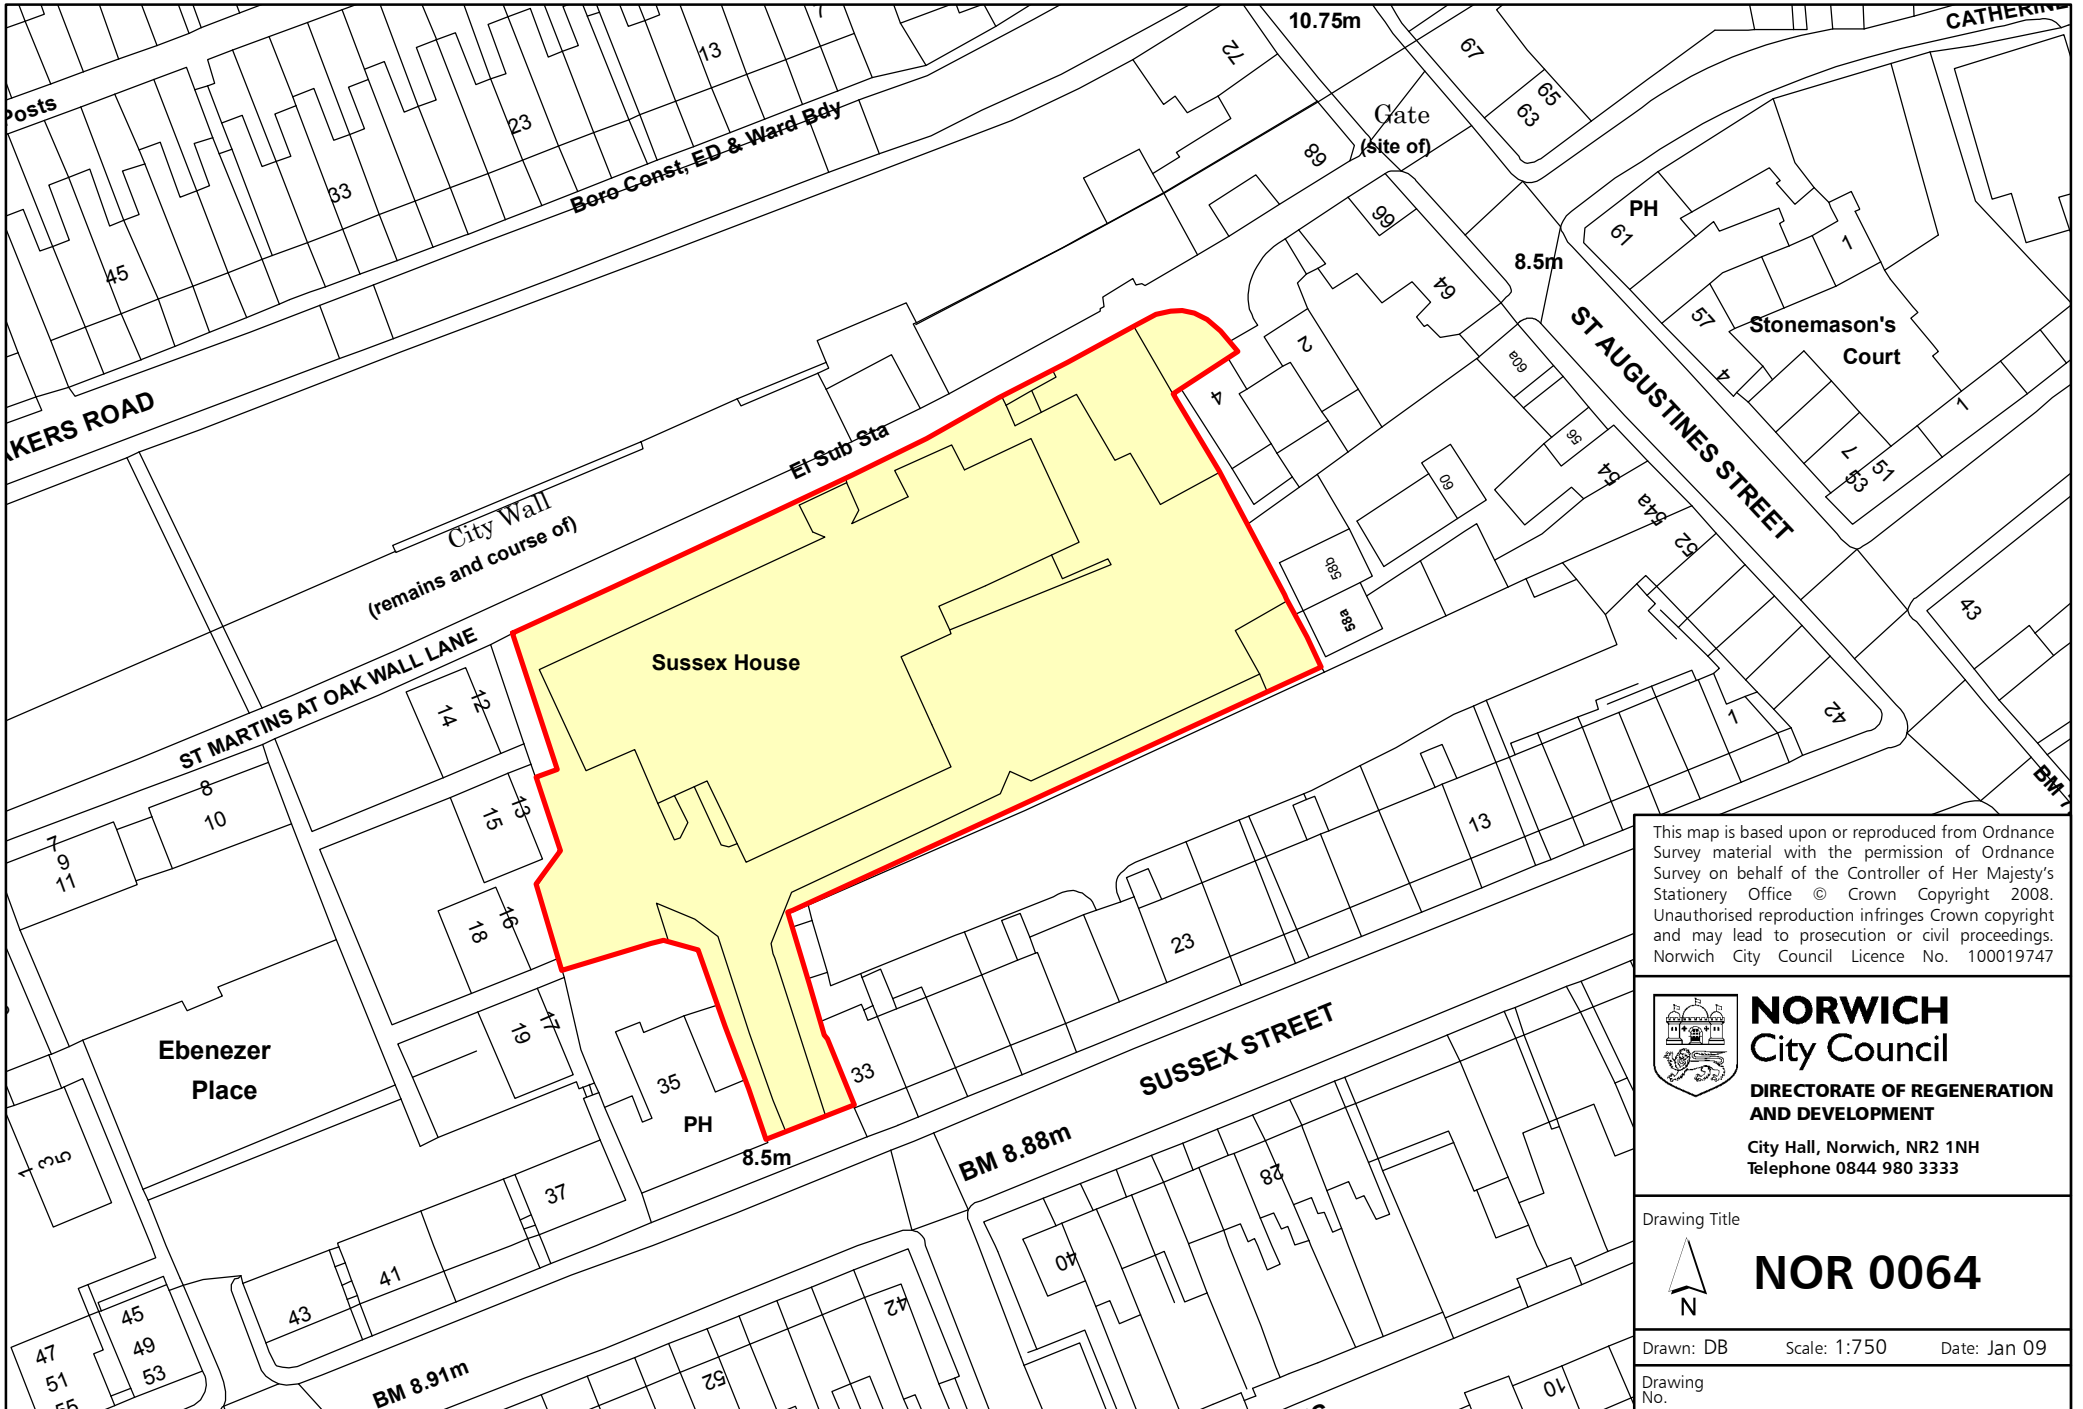 10.75m
CATHERINE
Posts
13
23
33
45
72
67
65
63
Gate
(site of)
68
66
64
PH
61
1
8.5m
57
4
Stonemason's
Court
1
7
51
53
Boro Const, ED & Ward Bdy
ST AUGUSTINES STREET
2
4
60a
56
54
54a
52
60
58b
58a
43
42
1
AKERS ROAD
City Wall
(remains and course of)
El Sub Sta
ST MARTINS AT OAK WALL LANE
Sussex House
12
14
8
10
13
15
7
9
11
16
18
17
19
Ebenezer
Place
1
3
5
35
PH
33
23
13
8.5m
SUSSEX STREET
BM 8.88m
BM 7
37
41
43
45
49
53
47
51
55
BM 8.91m
52
42
40
28
10
This map is based upon or reproduced from Ordnance
Survey material with the permission of Ordnance
Survey on behalf of the Controller of Her Majesty's
Stationery Office © Crown Copyright 2008.
Unauthorised reproduction infringes Crown copyright
and may lead to prosecution or civil proceedings.
Norwich City Council Licence No. 100019747
NORWICH
City Council
DIRECTORATE OF REGENERATION
AND DEVELOPMENT
City Hall, Norwich, NR2 1NH
Telephone 0844 980 3333
Drawing Title
N
NOR 0064
Drawn: DB Scale: 1:750 Date: Jan 09
Drawing
No.